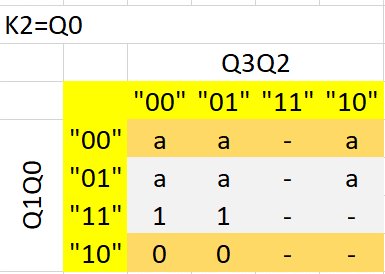 K2=Q0
Q3Q2
"00" "01" "11" "10"
Q1Q0
"00" a a - a
"01" a a - a
"11" 1 1 - -
"10" 0 0 - -